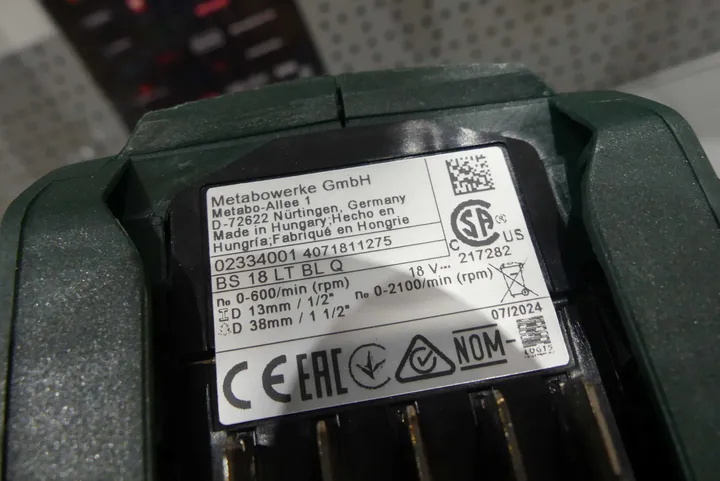 Metabowerke GmbH
Metabo-Allee 1
D-72622 Nürtingen, Germany
Made in Hungary;Hecho en
Hungría;Fabriqué en Hongrie
02334001 4071811275
BS 18 LT BL Q
18 V
n₀ 0-600/min (rpm) n₀ 0-2100/min (rpm)
D 13mm / 1/2"
D 38mm / 1 1/2"
C US
217282
07/2024
CE EAC NOM-